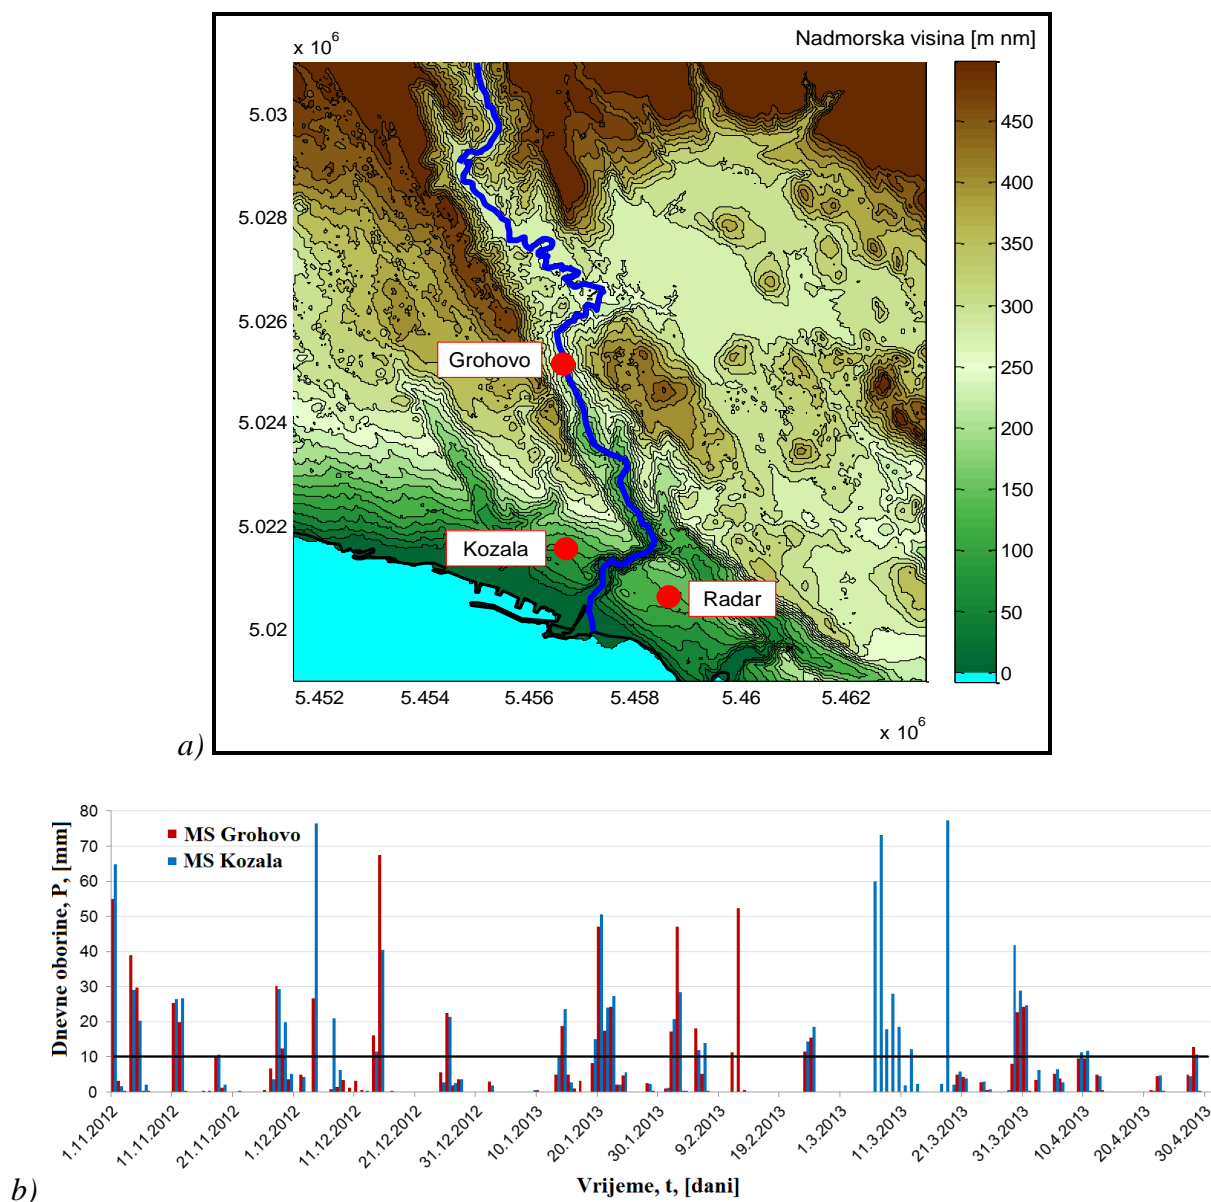 Nadmorska visina [m nm]
x 10⁶
5.03
5.028
5.026
5.024
5.022
5.02
450
400
350
300
250
200
150
100
50
0
Grohovo
Kozala
Radar
5.452 5.454 5.456 5.458 5.46 5.462
x 10⁶
a)
Dnevne oborine, P, [mm]
80
70
60
50
40
30
20
10
0
MS Grohovo
MS Kozala
1.11.2012 11.11.2012 21.11.2012 1.12.2012 11.12.2012 21.12.2012 31.12.2012 10.01.2013 20.01.2013 30.01.2013 9.2.2013 19.2.2013 1.3.2013 11.3.2013 21.3.2013 31.3.2013 10.4.2013 20.4.2013 30.4.2013
Vrijeme, t, [dani]
b)